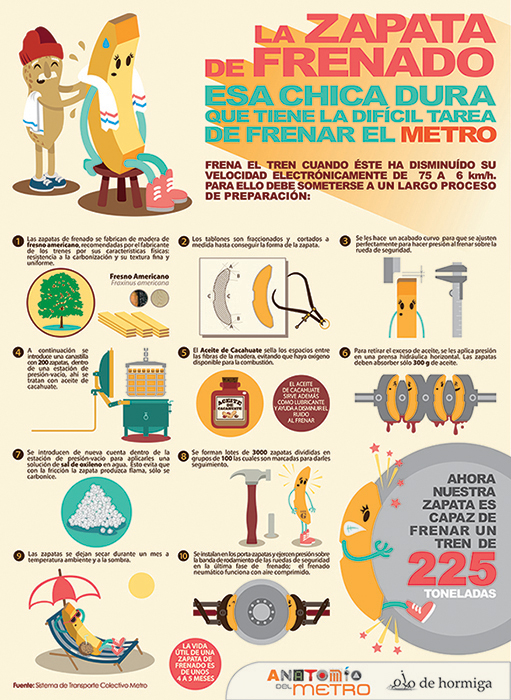 LA ZAPATA
DE FRENADO
ESA CHICA DURA
QUE TIENE LA DIFÍCIL TAREA
DE FRENAR EL METRO
FRENA EL TREN CUANDO ÉSTE HA DISMINUÍDO SU
VELOCIDAD ELECTRÓNICAMENTE DE 75 A 6 km/h.
PARA ELLO DEBE SOMETERSE A UN LARGO PROCESO
DE PREPARACIÓN:
1 Las zapatas de frenado se fabrican de madera de
fresno americano, recomendadas por el fabricante
de los trenes por sus características físicas:
resistencia a la carbonización y su textura fina y
uniforme.
Fresno Americano
Fraxinus americana
2 Los tablones son fraccionados y cortados a
medida hasta conseguir la forma de la zapata.
3 Se les hace un acabado curvo para que se ajusten
perfectamente para hacer presión al frenar sobre la
rueda de seguridad.
4 A continuación se
introduce una canastilla
con 200 zapatas, dentro
de una estación de
presión-vacío, ahí se
tratan con aceite de
cacahuate.
5 El Aceite de Cacahuate sella los espacios entre
las fibras de la madera, evitando que haya oxígeno
disponible para la combustión.
ACEITE
DE
CACAHUATE
EL ACEITE
DE CACAHUATE
SIRVE ADEMÁS
COMO LUBRICANTE
Y AYUDA A DISMINUIR EL
RUIDO
AL FRENAR
6 Para retirar el exceso de aceite, se les aplica presión
en una prensa hidráulica horizontal. Las zapatas
deben absorber sólo 300 g de aceite.
7 Se introducen de nueva cuenta dentro de la
estación de presión-vacío para aplicarles una
solución de sal de oxileno en agua. Ésto evita que
con la fricción la zapata produzca flama, sólo se
carbonice.
8 Se forman lotes de 3000 zapatas divididas en
grupos de 100 las cuales son marcadas para darles
seguimiento.
9 Las zapatas se dejan secar durante un mes a
temperatura ambiente y a la sombra.
10 Se instalan en los porta zapatas y ejercen presión sobre
la banda de rodamiento de las ruedas de seguridad
en la última fase de frenado; el frenado
neumático funciona con aire comprimido.
AHORA
NUESTRA
ZAPATA ES
CAPAZ DE
FRENAR UN
TREN DE
225
TONELADAS
LA VIDA
ÚTIL DE UNA
ZAPATA DE
FRENADO ES
DE UNOS
4 A 5 MESES
Fuente: Sistema de Transporte Colectivo Metro
ANATOMÍA
DEL METRO
ojo de hormiga